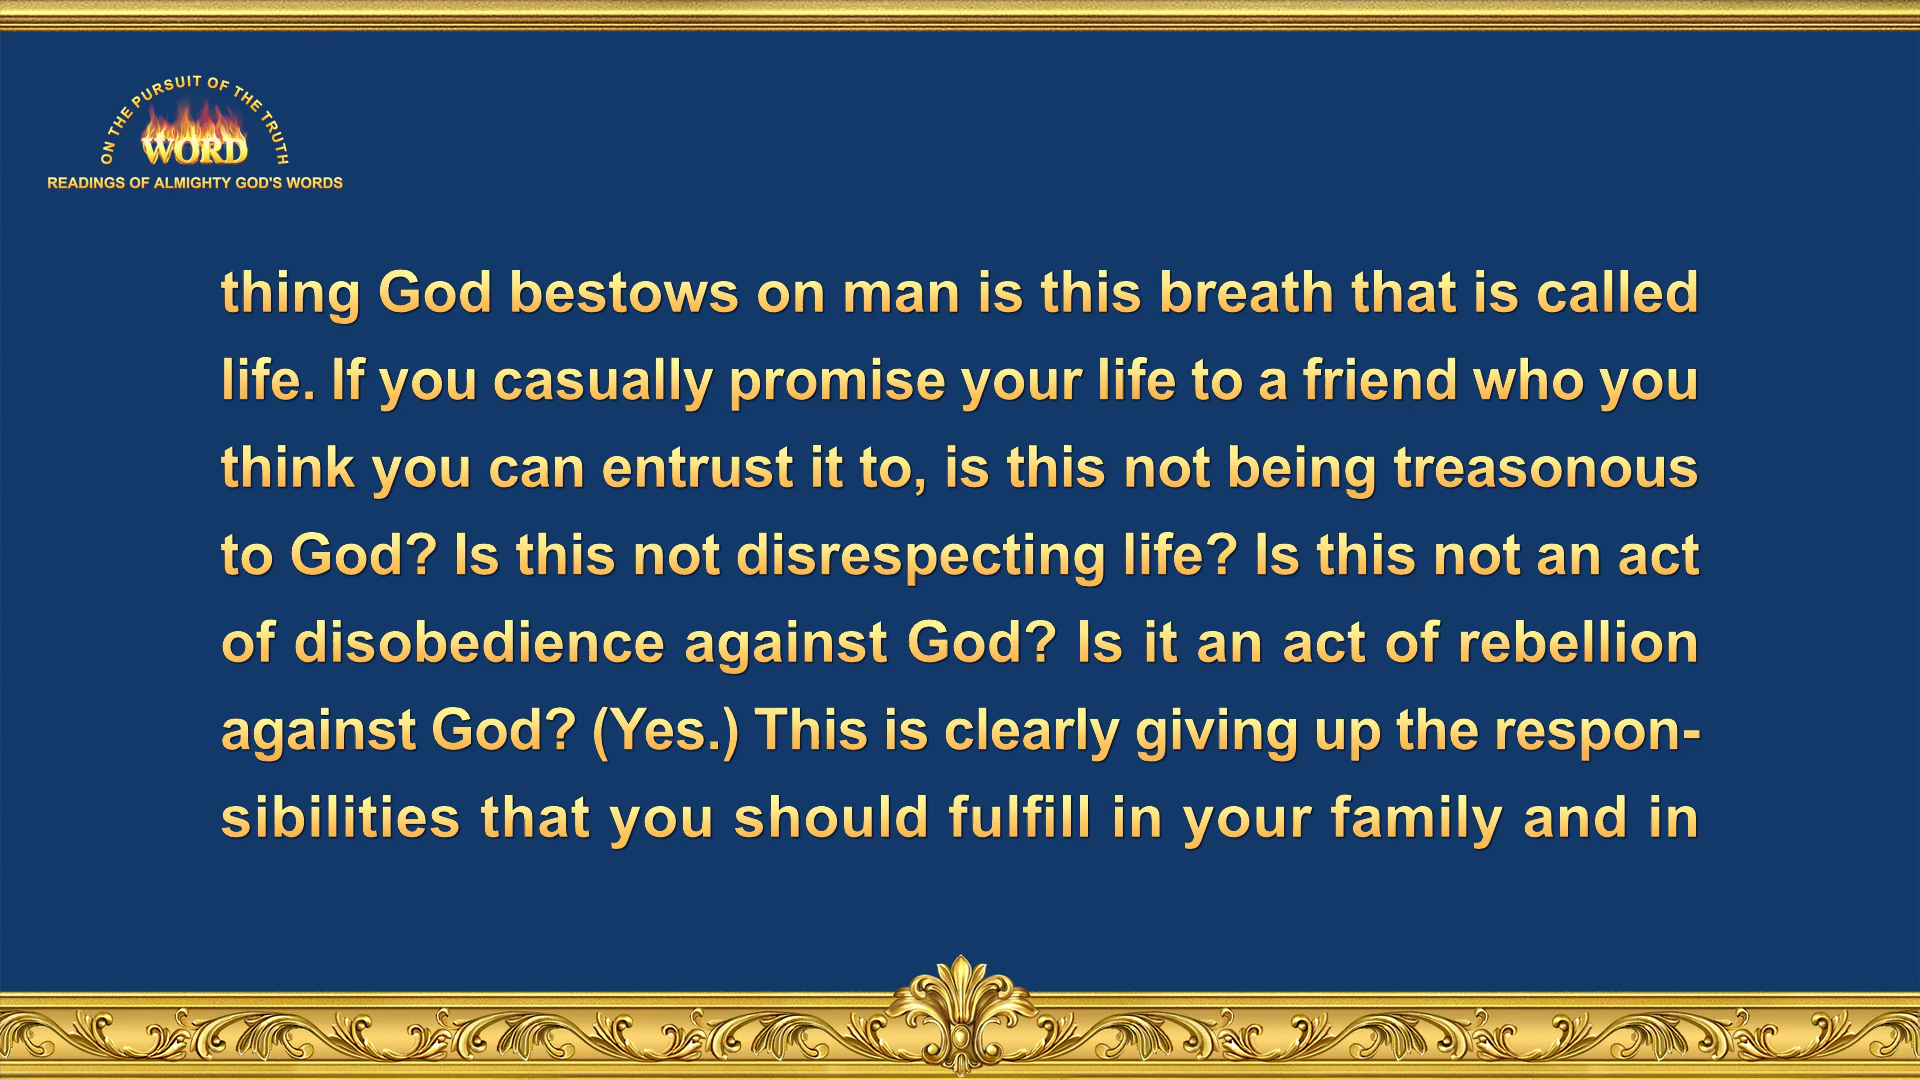 ON THE PURSUIT OF THE TRUTH
WORD
READINGS OF ALMIGHTY GOD'S WORDS
thing God bestows on man is this breath that is called
life. If you casually promise your life to a friend who you
think you can entrust it to, is this not being treasonous
to God? Is this not disrespecting life? Is this not an act
of disobedience against God? Is it an act of rebellion
against God? (Yes.) This is clearly giving up the respon-
sibilities that you should fulfill in your family and in